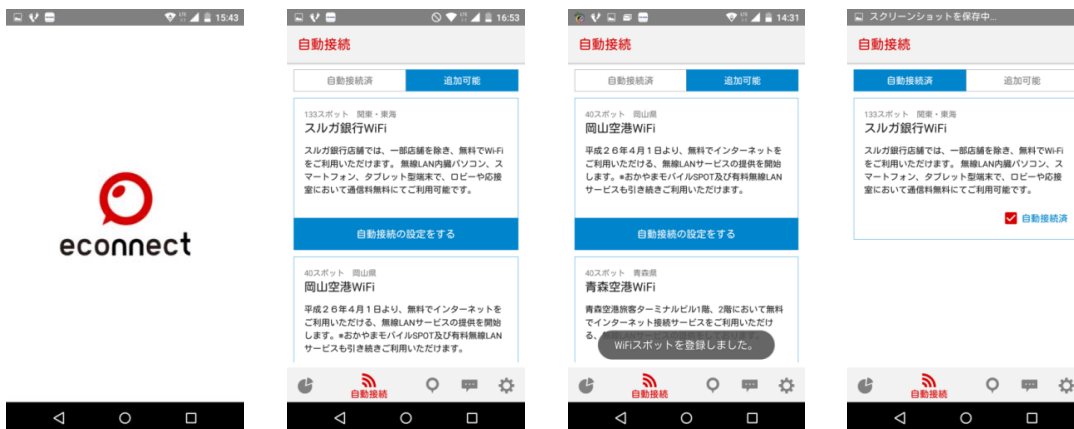 15:43
econnect
16:53
自動接続
自動接続済
追加可能
133スポット 関東・東海
スルガ銀行WiFi
スルガ銀行店舗では、一部店舗を除き、無料でWi-Fi
をご利用いただけます。 無線LAN内臓パソコン、ス
マートフォン、タブレット型端末で、ロビーや応接
室において通信料無料にてご利用可能です。
自動接続の設定をする
40スポット 岡山県
岡山空港WiFi
平成26年4月1日より、無料でインターネットを
ご利用いただける、無線LANサービスの提供を開始
します。*おかやまモバイルSPOT及び有料無線LAN
サービスも引き続きご利用いただけます。
自動接続
14:31
自動接続
自動接続済
追加可能
40スポット 岡山県
岡山空港WiFi
平成26年4月1日より、無料でインターネットを
ご利用いただける、無線LANサービスの提供を開始
します。*おかやまモバイルSPOT及び有料無線LAN
サービスも引き続きご利用いただけます。
自動接続の設定をする
40スポット 青森県
青森空港WiFi
青森空港旅客ターミナルビル1階、2階において無料
でインターネット接続サービスをご利用いただけ
る、
WiFiスポットを登録しました。
自動接続
スクリーンショットを保存中...
自動接続
自動接続済
追加可能
133スポット 関東・東海
スルガ銀行WiFi
スルガ銀行店舗では、一部店舗を除き、無料でWi-Fi
をご利用いただけます。 無線LAN内臓パソコン、ス
マートフォン、タブレット型端末で、ロビーや応接
室において通信料無料にてご利用可能です。
自動接続済
自動接続